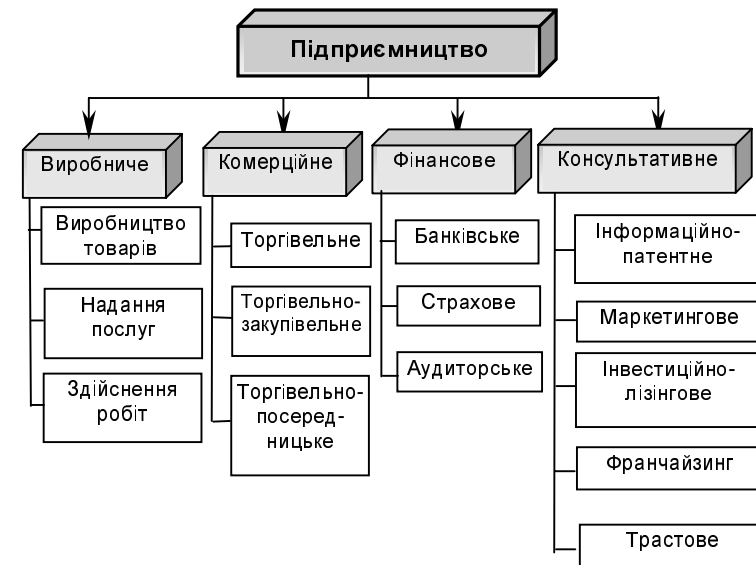 Підприємництво
Виробниче
Комерційне
Фінансове
Консультативне
Виробництво
товарів
Надання
послуг
Здійснення
робіт
Торгівельне
Торгівельно-
закупівельне
Торгівельно-
посеред-
ницьке
Банківське
Страхове
Аудиторське
Інформаційно-
патентне
Маркетингове
Інвестиційно-
лізінгове
Франчайзинг
Трастове